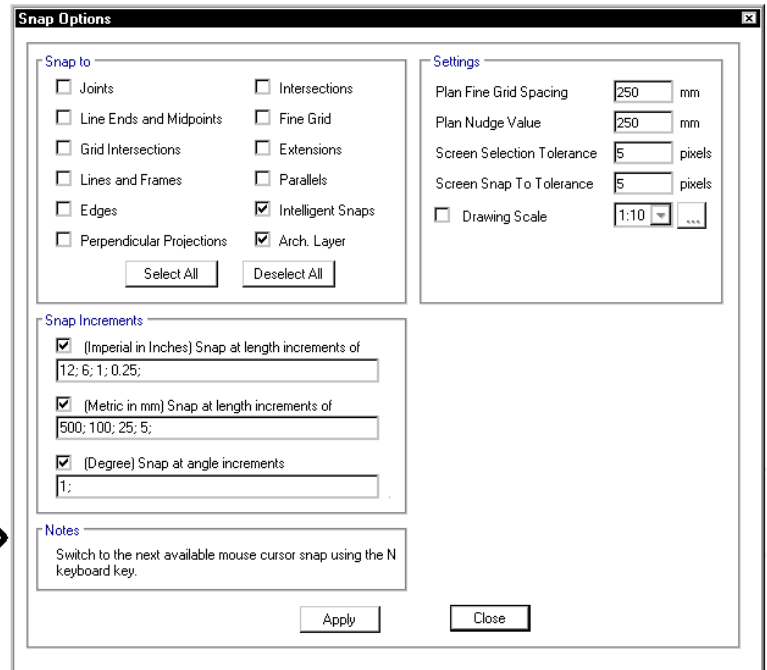 Snap Options
Snap to
Joints
Intersections
Line Ends and Midpoints
Fine Grid
Grid Intersections
Extensions
Lines and Frames
Parallels
Edges
Intelligent Snaps
Perpendicular Projections
Arch. Layer
Select All
Deselect All
Settings
Plan Fine Grid Spacing 250 mm
Plan Nudge Value 250 mm
Screen Selection Tolerance 5 pixels
Screen Snap To Tolerance 5 pixels
Drawing Scale 1:10 ...
Snap Increments
(Imperial in Inches) Snap at length increments of
12; 6; 1; 0.25;
(Metric in mm) Snap at length increments of
500; 100; 25; 5;
(Degree) Snap at angle increments
1;
Notes
Switch to the next available mouse cursor snap using the N
keyboard key.
Apply
Close